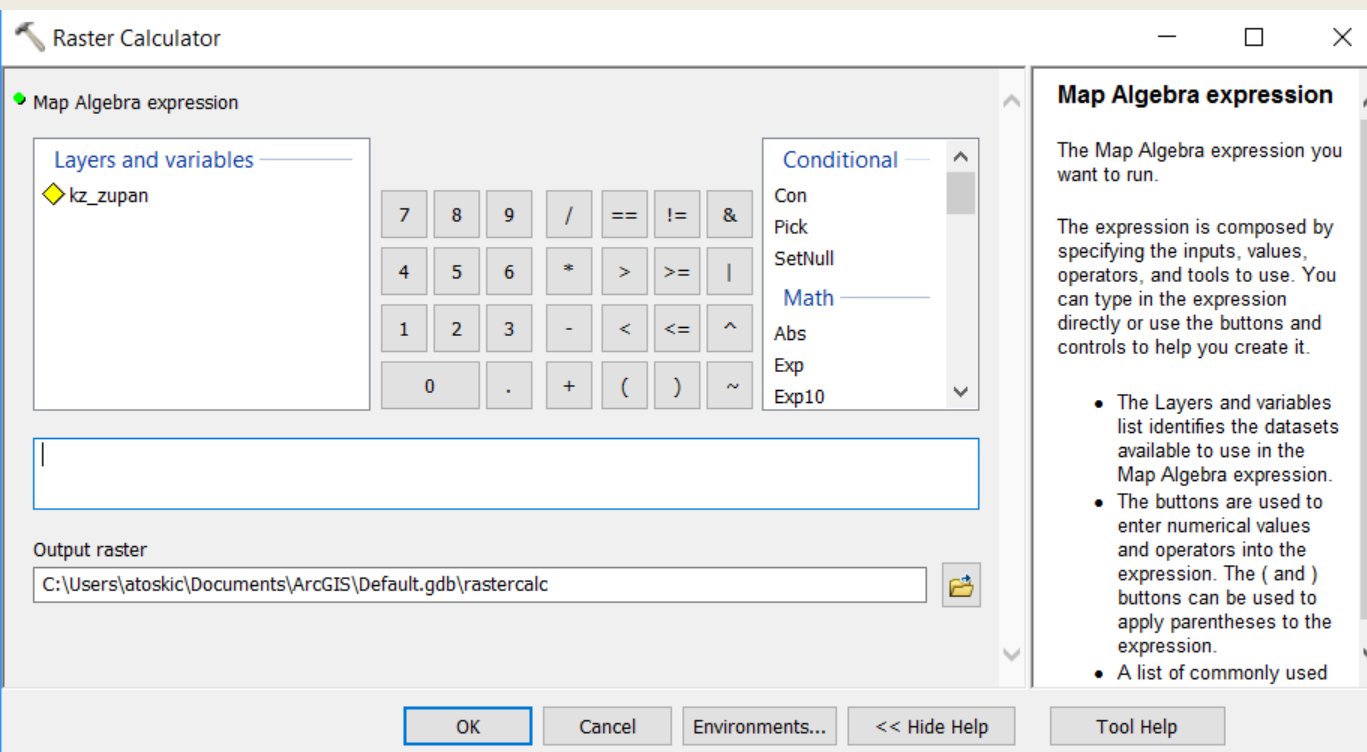 Raster Calculator
Map Algebra expression
Layers and variables
kz_zupan
7 8 9 / == != &
4 5 6 * > >= |
1 2 3 - < <= ^
0 . + ( ) ~
Conditional
Con
Pick
SetNull
Math
Abs
Exp
Exp10
Output raster
C:\Users\atoskic\Documents\ArcGIS\Default.gdb\rastercalc
Map Algebra expression
The Map Algebra expression you
want to run.
The expression is composed by
specifying the inputs, values,
operators, and tools to use. You
can type in the expression
directly or use the buttons and
controls to help you create it.
• The Layers and variables
list identifies the datasets
available to use in the
Map Algebra expression.
• The buttons are used to
enter numerical values
and operators into the
expression. The ( and )
buttons can be used to
apply parentheses to the
expression.
• A list of commonly used
OK Cancel Environments... << Hide Help Tool Help